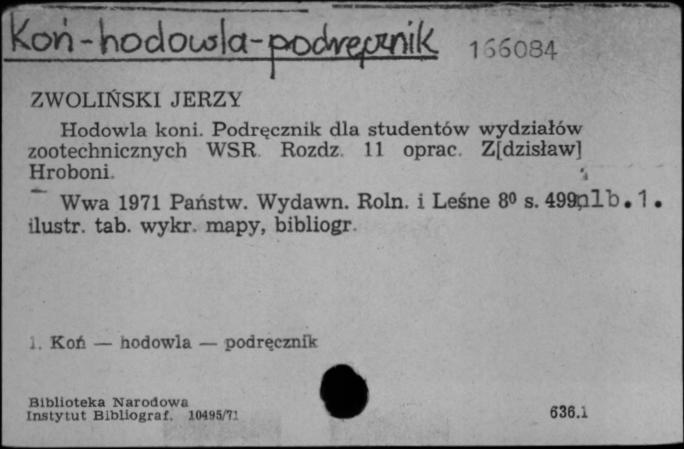 Koń-hodowla-podręcznik 166084
ZWOLIŃSKI JERZY
Hodowla koni. Podręcznik dla studentów wydziałów
zootechnicznych WSR. Rozdz. 11 oprac. Z[dzisław]
Hroboni.
Wwa 1971 Państw. Wydawn. Roln. i Leśne 8⁰ s. 499,nlb.1.
ilustr. tab. wykr. mapy, bibliogr.
1. Koń — hodowla — podręcznik
Biblioteka Narodowa
Instytut Bibliograf. 10495/71
636.1